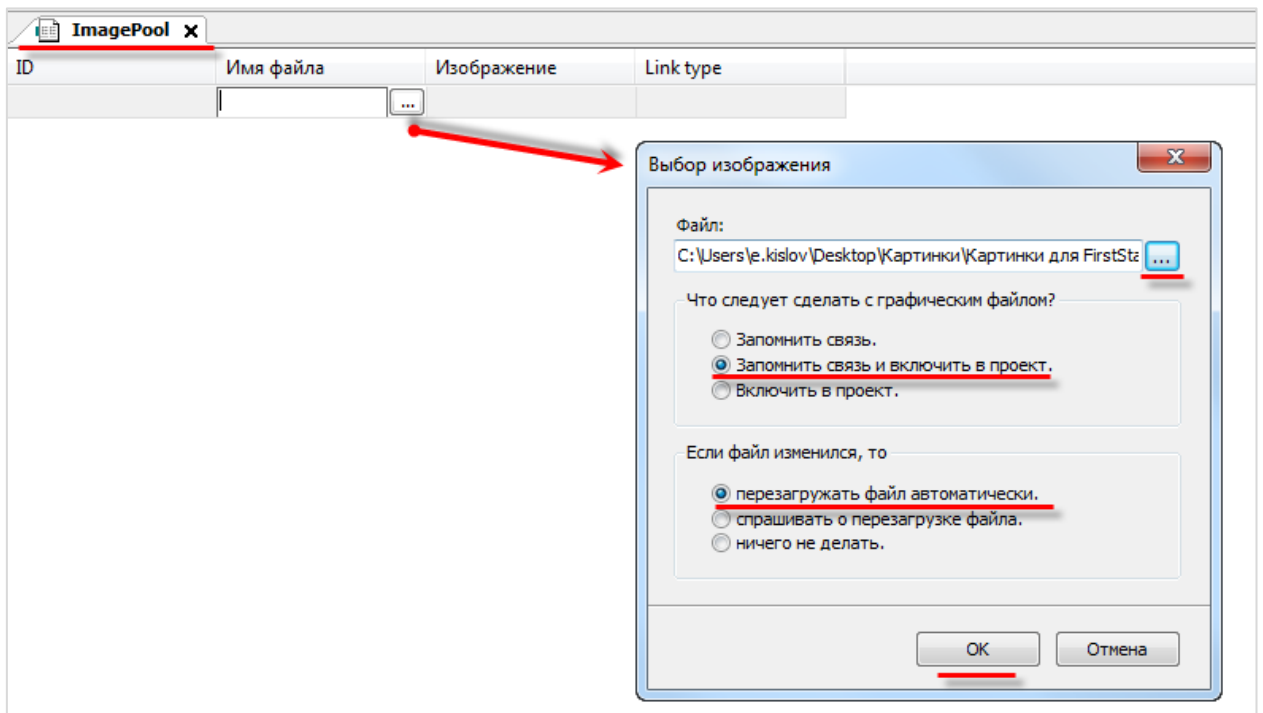 ImagePool x
ID Имя файла Изображение Link type
...
Выбор изображения
Файл:
C:\Users\e.kislov\Desktop\Картинки\Картинки для FirstSta ...
Что следует сделать с графическим файлом?
Запомнить связь.
Запомнить связь и включить в проект.
Включить в проект.
Если файл изменился, то
перезагружать файл автоматически.
спрашивать о перезагрузке файла.
ничего не делать.
OK Отмена